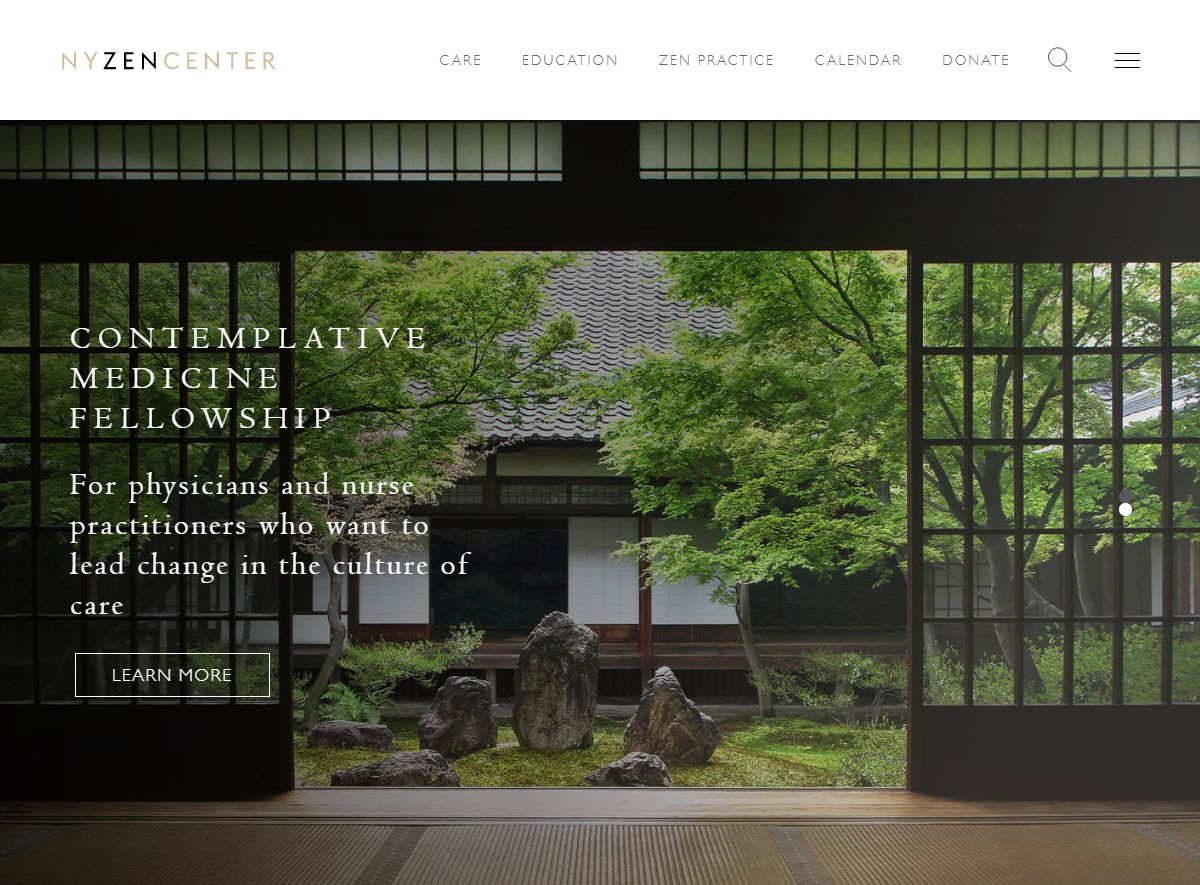 NYZENCENTER
CARE
EDUCATION
ZEN PRACTICE
CALENDAR
DONATE
CONTEMPLATIVE
MEDICINE
FELLOWSHIP
For physicians and nurse
practitioners who want to
lead change in the culture of
care
LEARN MORE